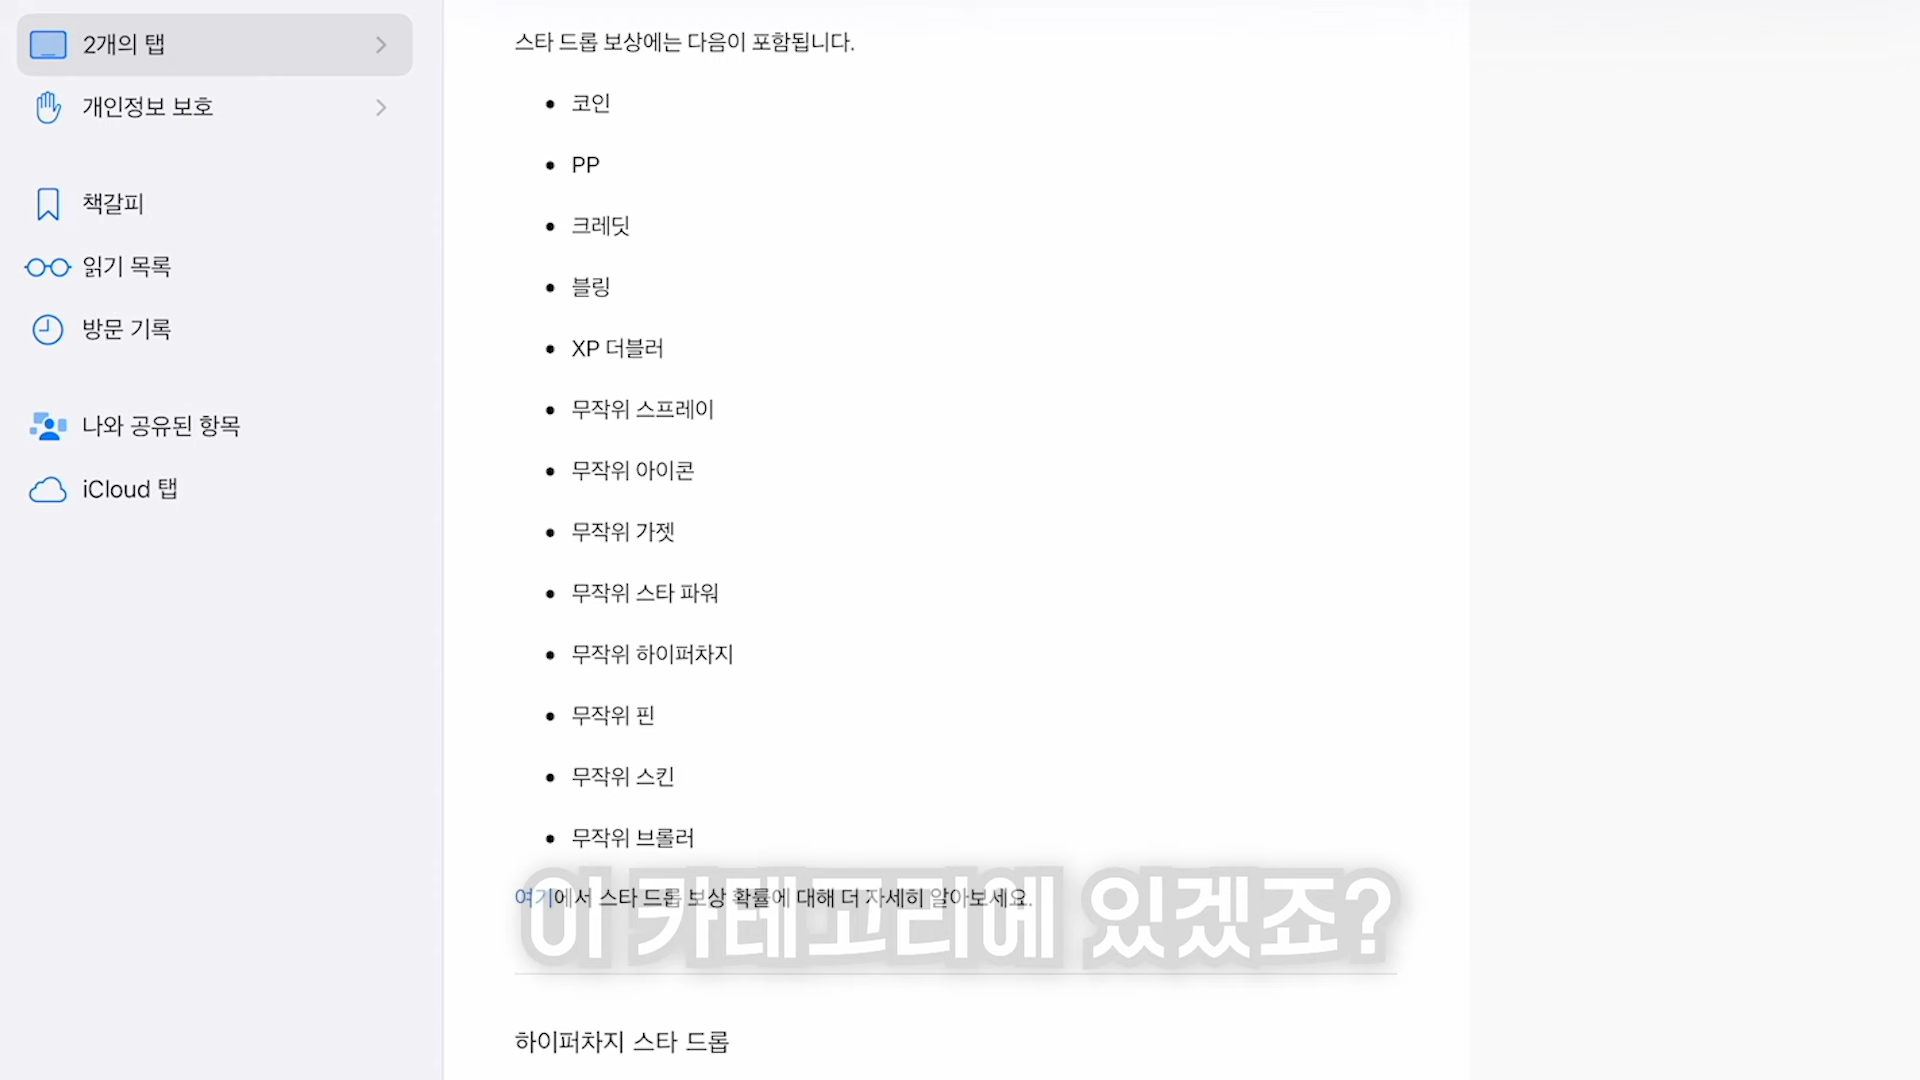 2개의 탭
개인정보 보호
책갈피
읽기 목록
방문 기록
나와 공유된 항목
iCloud 탭
스타 드롭 보상에는 다음이 포함됩니다.
• 코인
• PP
• 크레딧
• 블링
• XP 더블러
• 무작위 스프레이
• 무작위 아이콘
• 무작위 가젯
• 무작위 스타 파워
• 무작위 하이퍼차지
• 무작위 핀
• 무작위 스킨
• 무작위 브롤러
여기에서 스타 드롭 보상 확률에 대해 더 자세히 알아보세요.
이 카테고리에 있겠죠?
하이퍼차지 스타 드롭